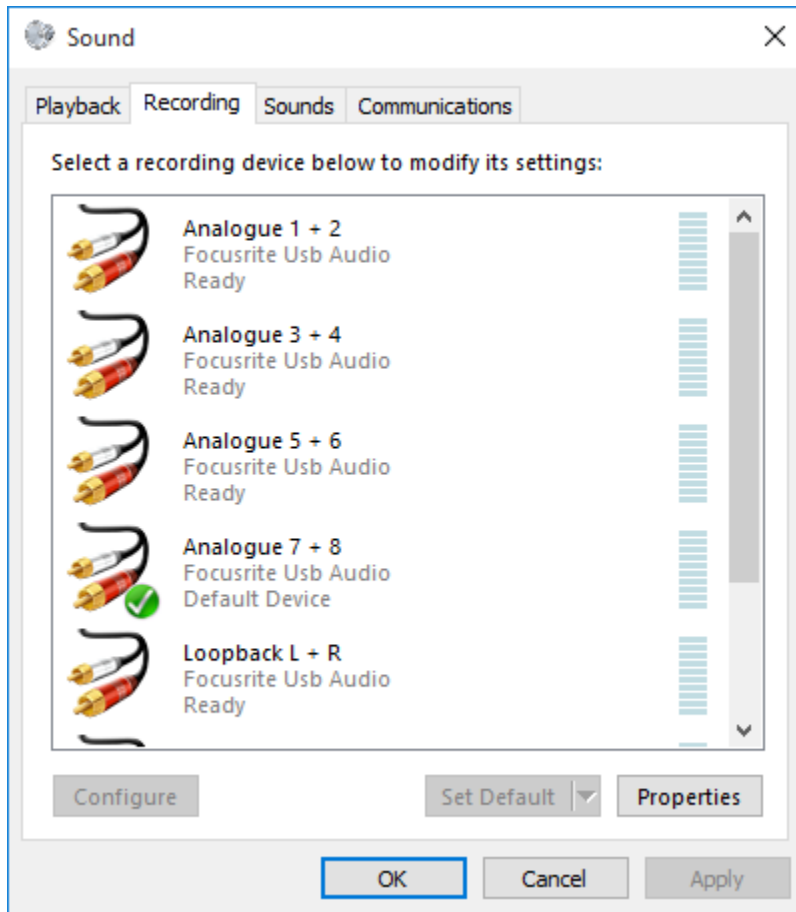 Sound
Playback Recording Sounds Communications
Select a recording device below to modify its settings:
Analogue 1 + 2
Focusrite Usb Audio
Ready
Analogue 3 + 4
Focusrite Usb Audio
Ready
Analogue 5 + 6
Focusrite Usb Audio
Ready
Analogue 7 + 8
Focusrite Usb Audio
Default Device
Loopback L + R
Focusrite Usb Audio
Ready
Configure Set Default Properties
OK Cancel Apply